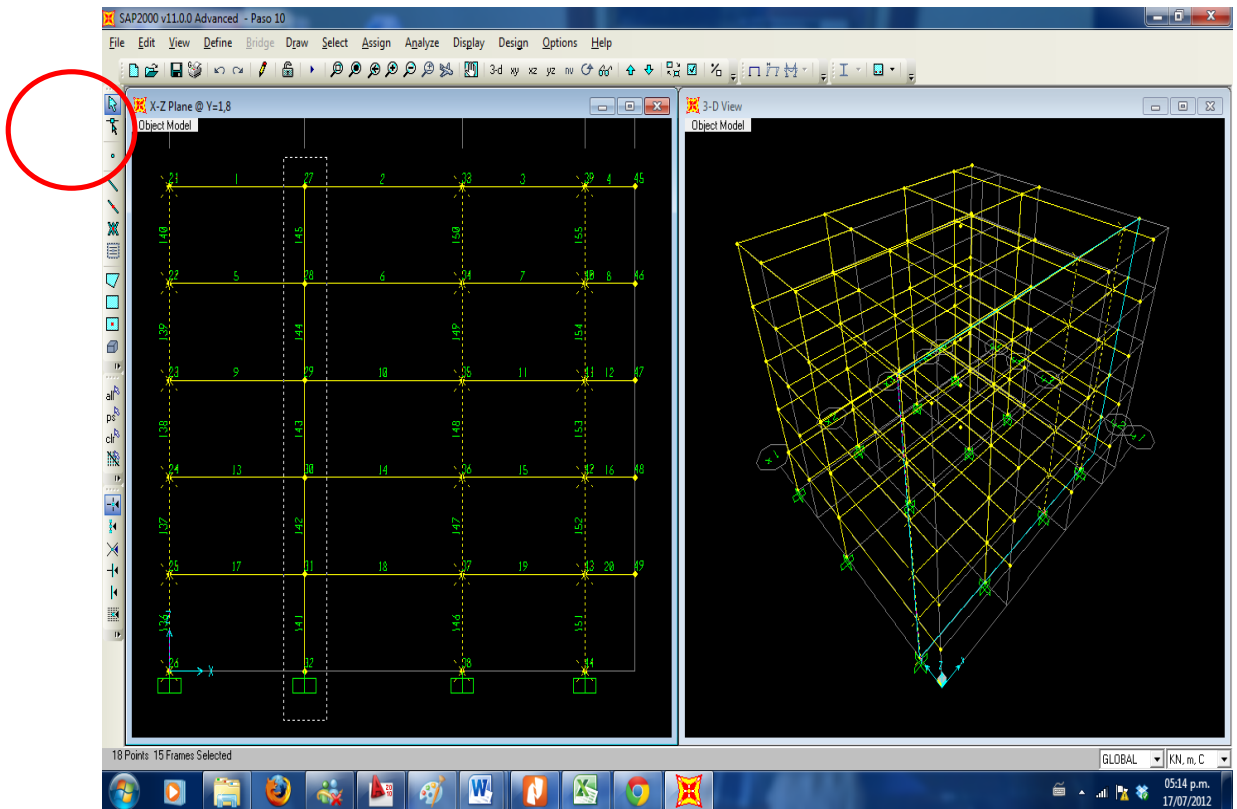 SAP2000 v11.0.0 Advanced - Paso 10
File Edit View Define Bridge Draw Select Assign Analyze Display Design Options Help
3-d xy xz yz nv
X-Z Plane @ Y=1,8
Object Model
21 1 27 2 33 3 39 4 45
140 145 150 155
22 5 28 6 34 7 40 8 46
139 144 149 154
23 9 29 10 35 11 41 12 47
138 143 148 153
24 13 30 14 36 15 42 16 48
137 142 147 152
25 17 31 18 37 19 43 20 49
136 141 146 151
26 X 32 38 44
3-D View
Object Model
all
ps
clr
18 Points 15 Frames Selected
GLOBAL
KN, m, C
05:14 p.m.
17/07/2012